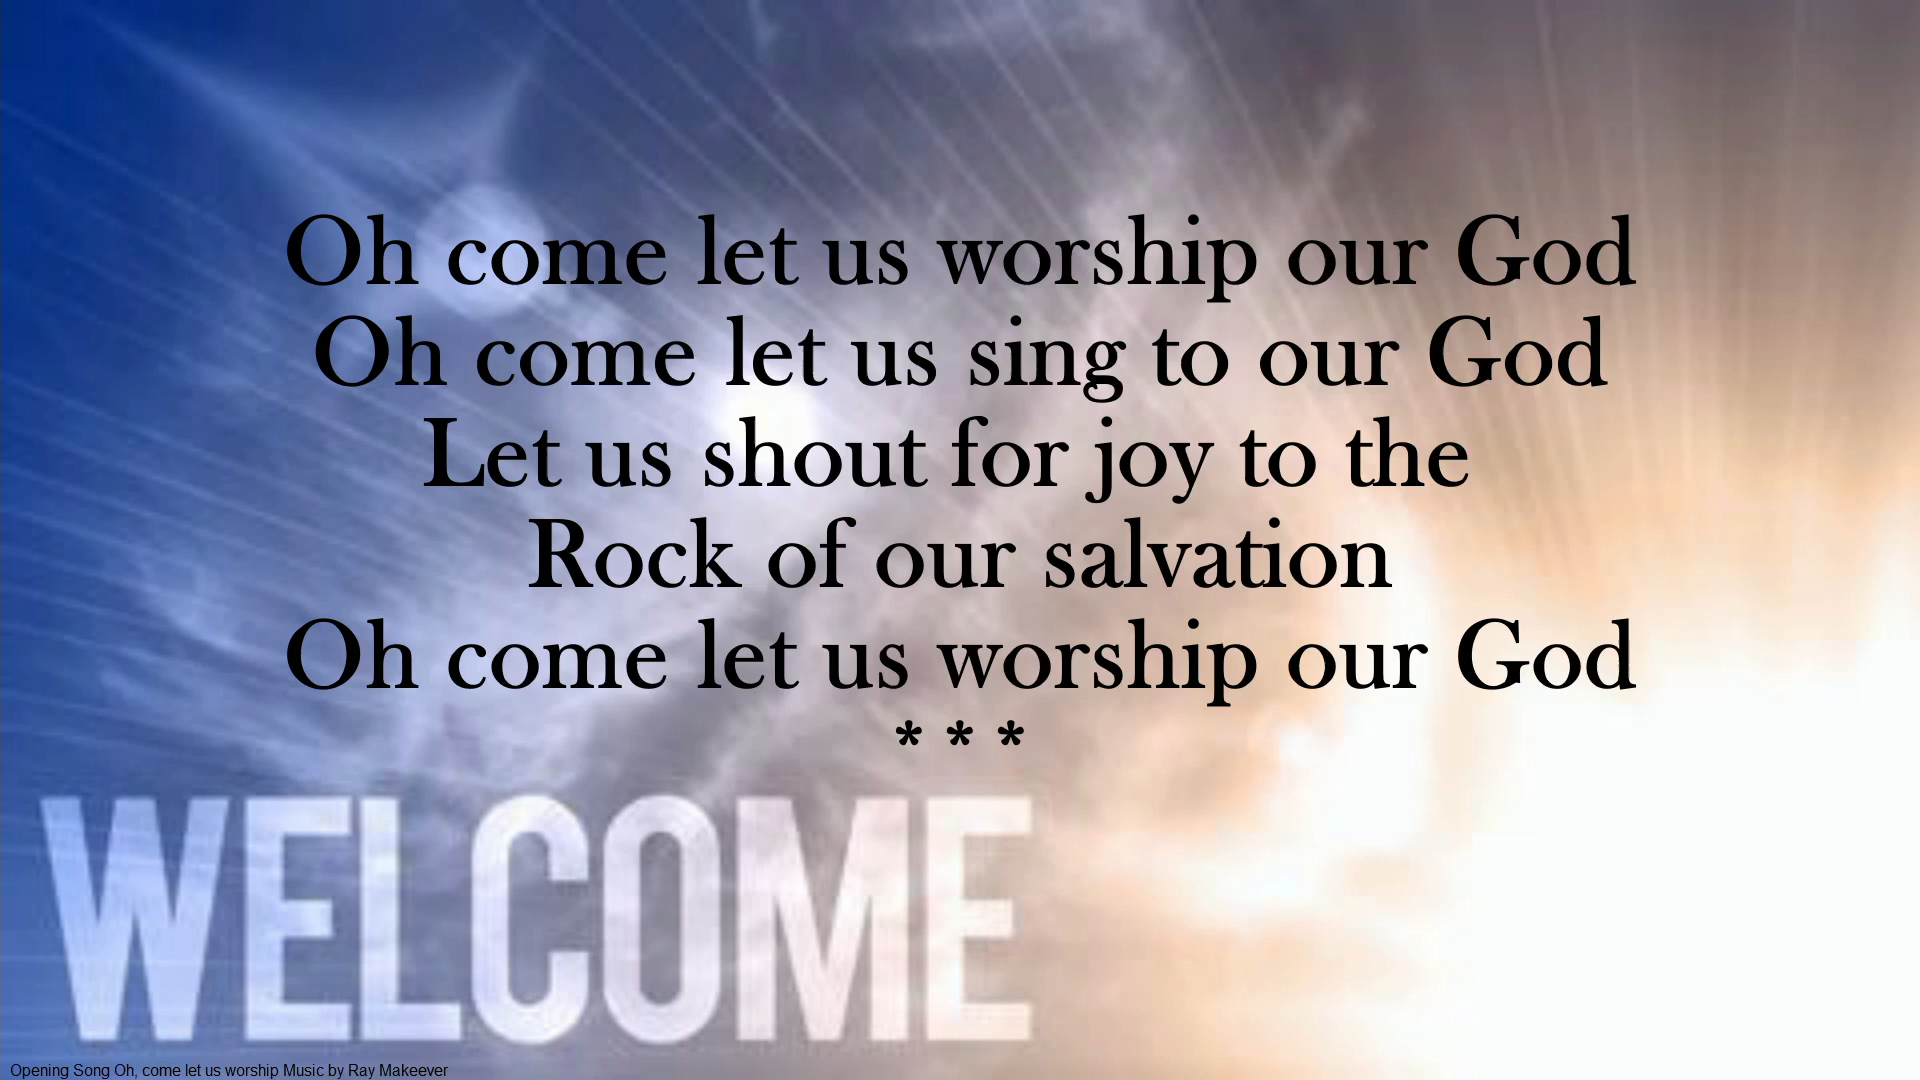 Oh come let us worship our God
Oh come let us sing to our God
Let us shout for joy to the
Rock of our salvation
Oh come let us worship our God
* * *
WELCOME
Opening Song Oh, come let us worship Music by Ray Makeever